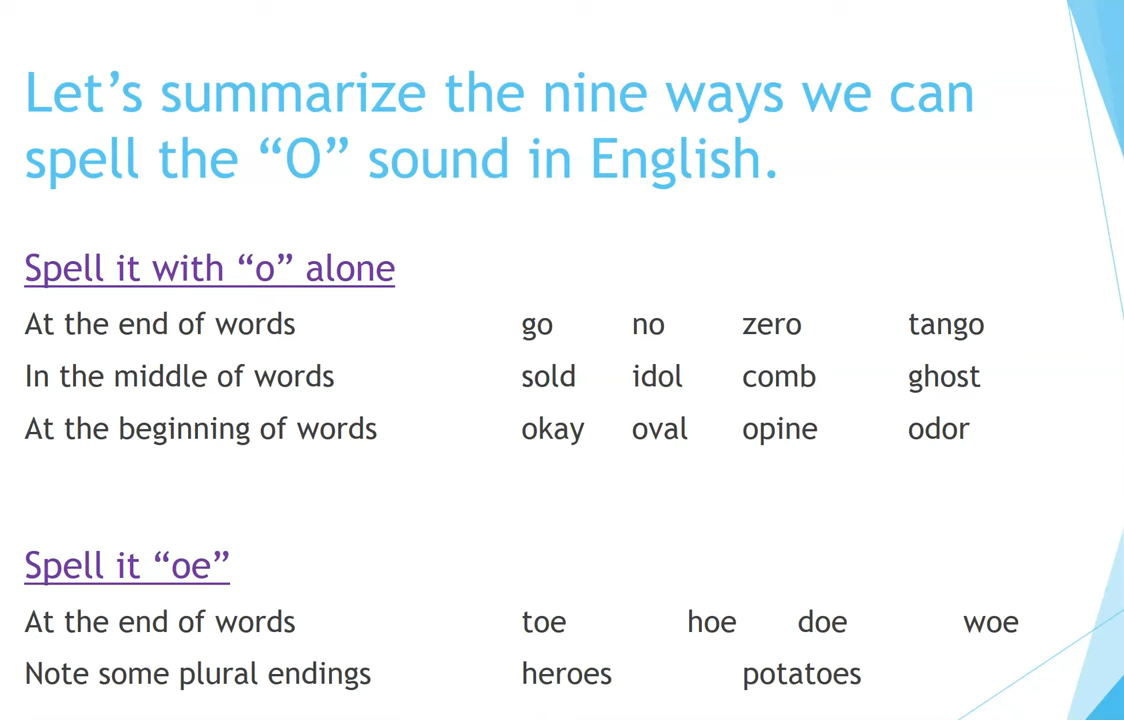 Let’s summarize the nine ways we can
spell the “O” sound in English.
Spell it with “o” alone
At the end of words go no zero tango
In the middle of words sold idol comb ghost
At the beginning of words okay oval opine odor
Spell it “oe”
At the end of words toe hoe doe woe
Note some plural endings heroes potatoes